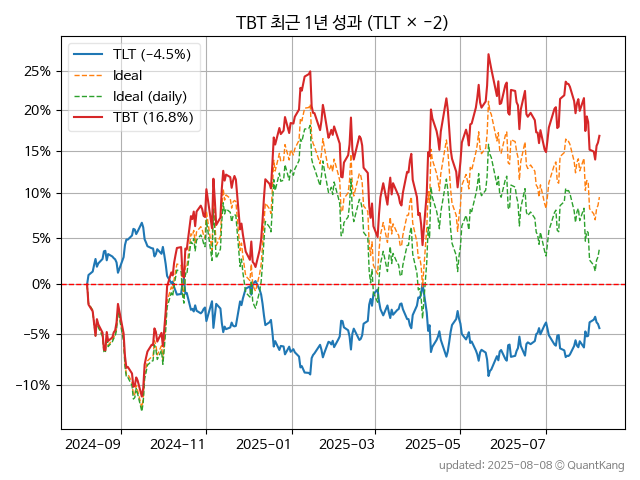 TBT 최근 1년 성과 (TLT × -2)
TLT (-4.5%)
Ideal
Ideal (daily)
TBT (16.8%)
25%
20%
15%
10%
5%
0%
-5%
-10%
2024-09
2024-11
2025-01
2025-03
2025-05
2025-07
updated: 2025-08-08 © QuantKang